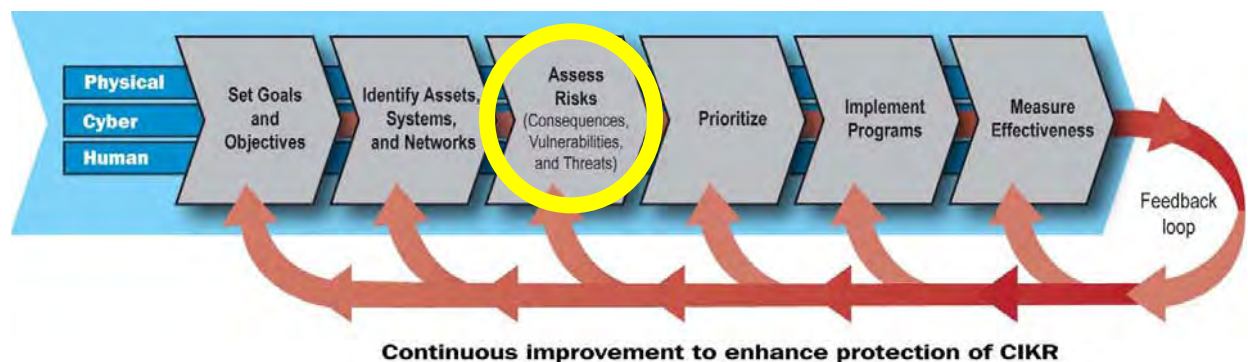 Physical
Cyber
Human
Set Goals
and
Objectives
Identify Assets,
Systems,
and Networks
Assess
Risks
(Consequences,
Vulnerabilities,
and Threats)
Prioritize
Implement
Programs
Measure
Effectiveness
Feedback
loop
Continuous improvement to enhance protection of CIKR